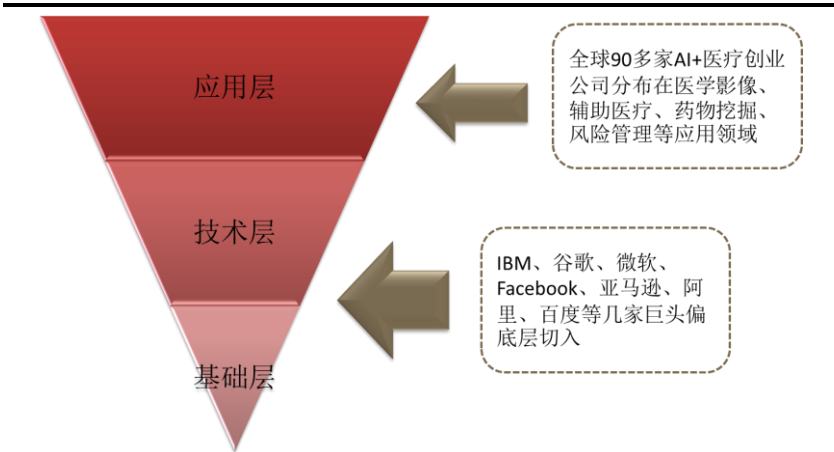 应用层
全球90多家AI+医疗创业
公司分布在医学影像、
辅助医疗、药物挖掘、
风险管理等应用领域
技术层
IBM、谷歌、微软、
Facebook、亚马逊、阿
里、百度等几家巨头偏
底层切入
基础层